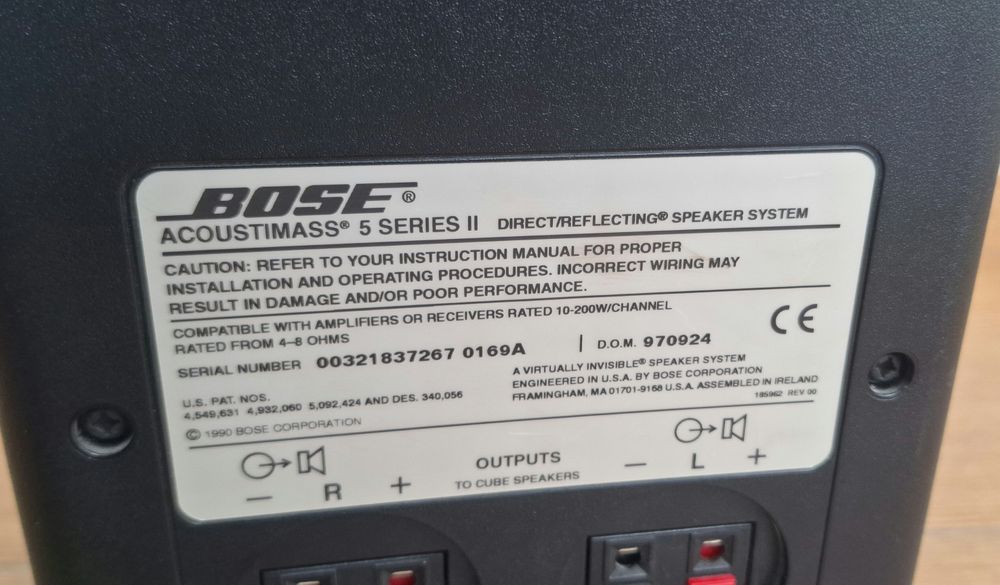 BOSE®
ACOUSTIMASS® 5 SERIES II DIRECT/REFLECTING® SPEAKER SYSTEM
CAUTION: REFER TO YOUR INSTRUCTION MANUAL FOR PROPER
INSTALLATION AND OPERATING PROCEDURES. INCORRECT WIRING MAY
RESULT IN DAMAGE AND/OR POOR PERFORMANCE.
COMPATIBLE WITH AMPLIFIERS OR RECEIVERS RATED 10-200W/CHANNEL
RATED FROM 4–8 OHMS
CE
SERIAL NUMBER 00321837267 0169A | D.O.M. 970924
U.S. PAT. NOS.
4,549,631 4,932,060 5,092,424 AND DES. 340,056
© 1990 BOSE CORPORATION
A VIRTUALLY INVISIBLE® SPEAKER SYSTEM
ENGINEERED IN U.S.A. BY BOSE CORPORATION
FRAMINGHAM, MA 01701-9168 U.S.A. ASSEMBLED IN IRELAND
185962 REV 00
– R +
OUTPUTS
TO CUBE SPEAKERS
– L +